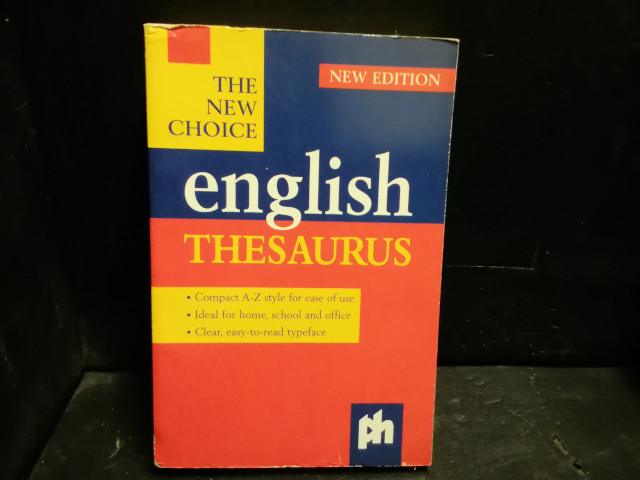 THE
NEW
CHOICE
NEW EDITION
english
THESAURUS
• Compact A-Z style for ease of use
• Ideal for home, school and office
• Clear, easy-to-read typeface
ph